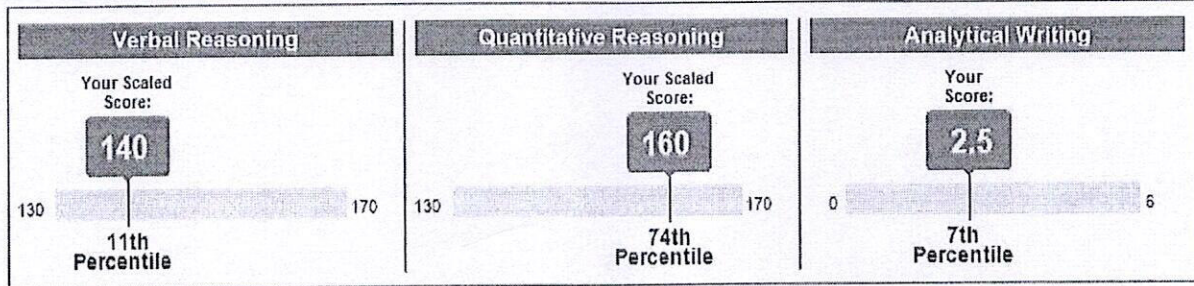 Verbal Reasoning
Your Scaled
Score:
140
130
170
11th
Percentile
Quantitative Reasoning
Your Scaled
Score:
160
130
170
74th
Percentile
Analytical Writing
Your
Score:
2.5
0
6
7th
Percentile